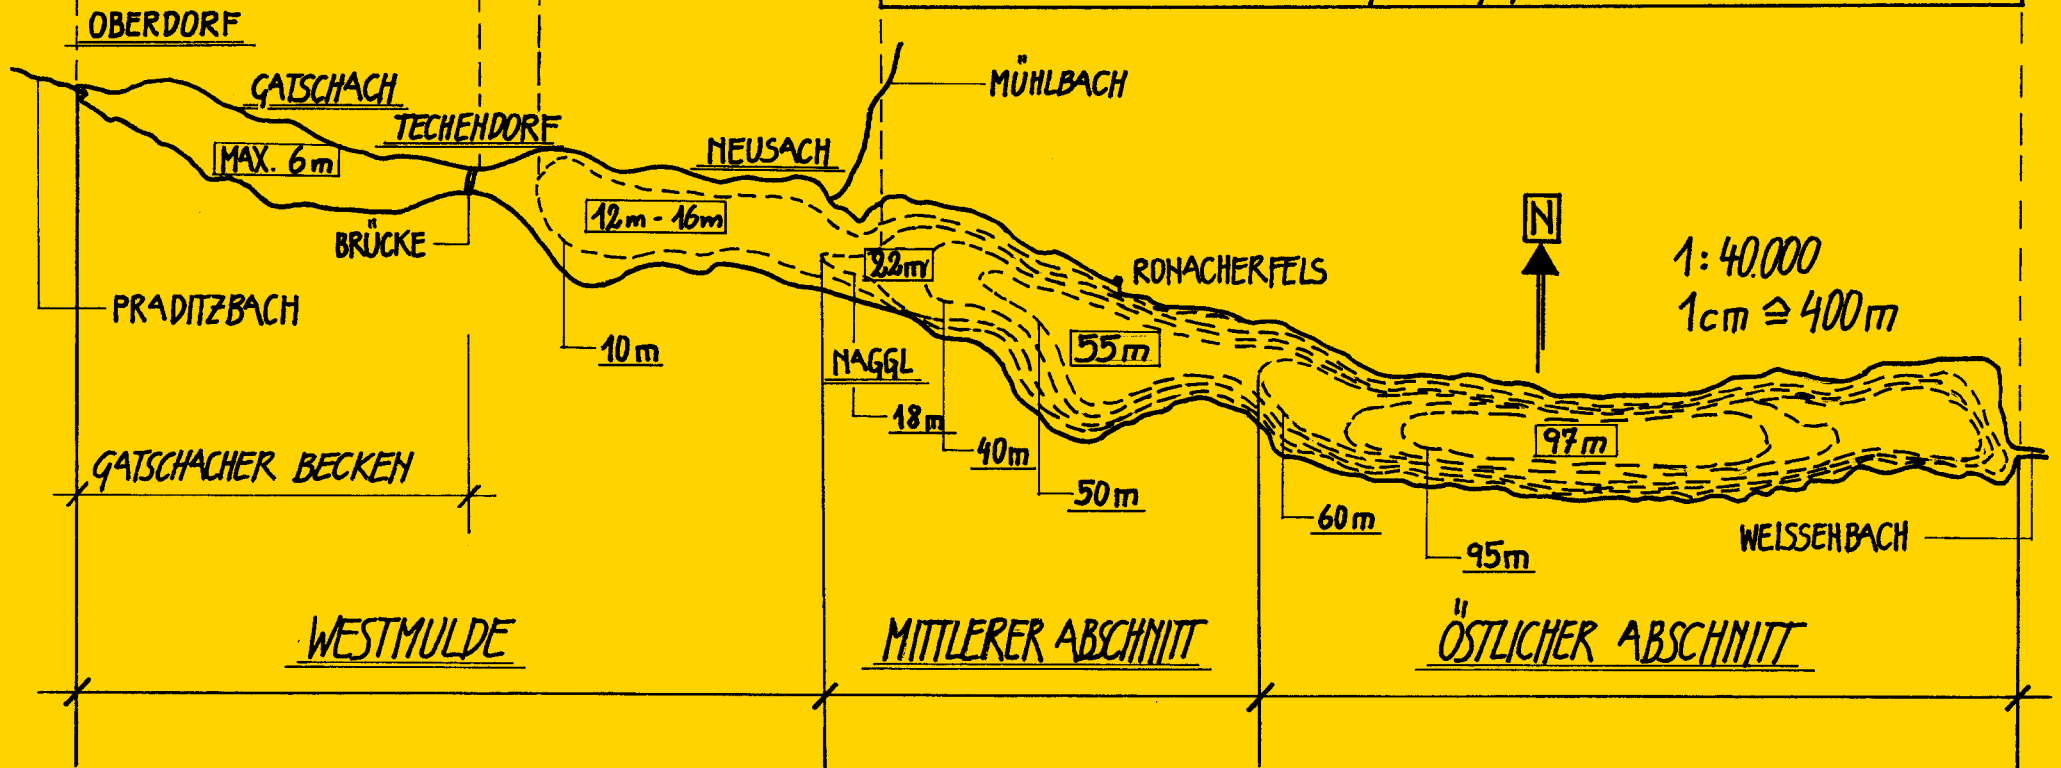 OBERDORF
GATSCHACH
MÜHLBACH
TECHENDORF
MAX. 6m
NEUSACH
12m - 16m
N
BRÜCKE
22m
RONACHERFELS
1:40.000
1cm ≙ 400m
PRADITZBACH
10m
NAGGL
55m
18m
97m
40m
GATSCHACHER BECKEN
50m
60m
WEISSENBACH
95m
WESTMULDE
MITTLERER ABSCHNITT
ÖSTLICHER ABSCHNITT